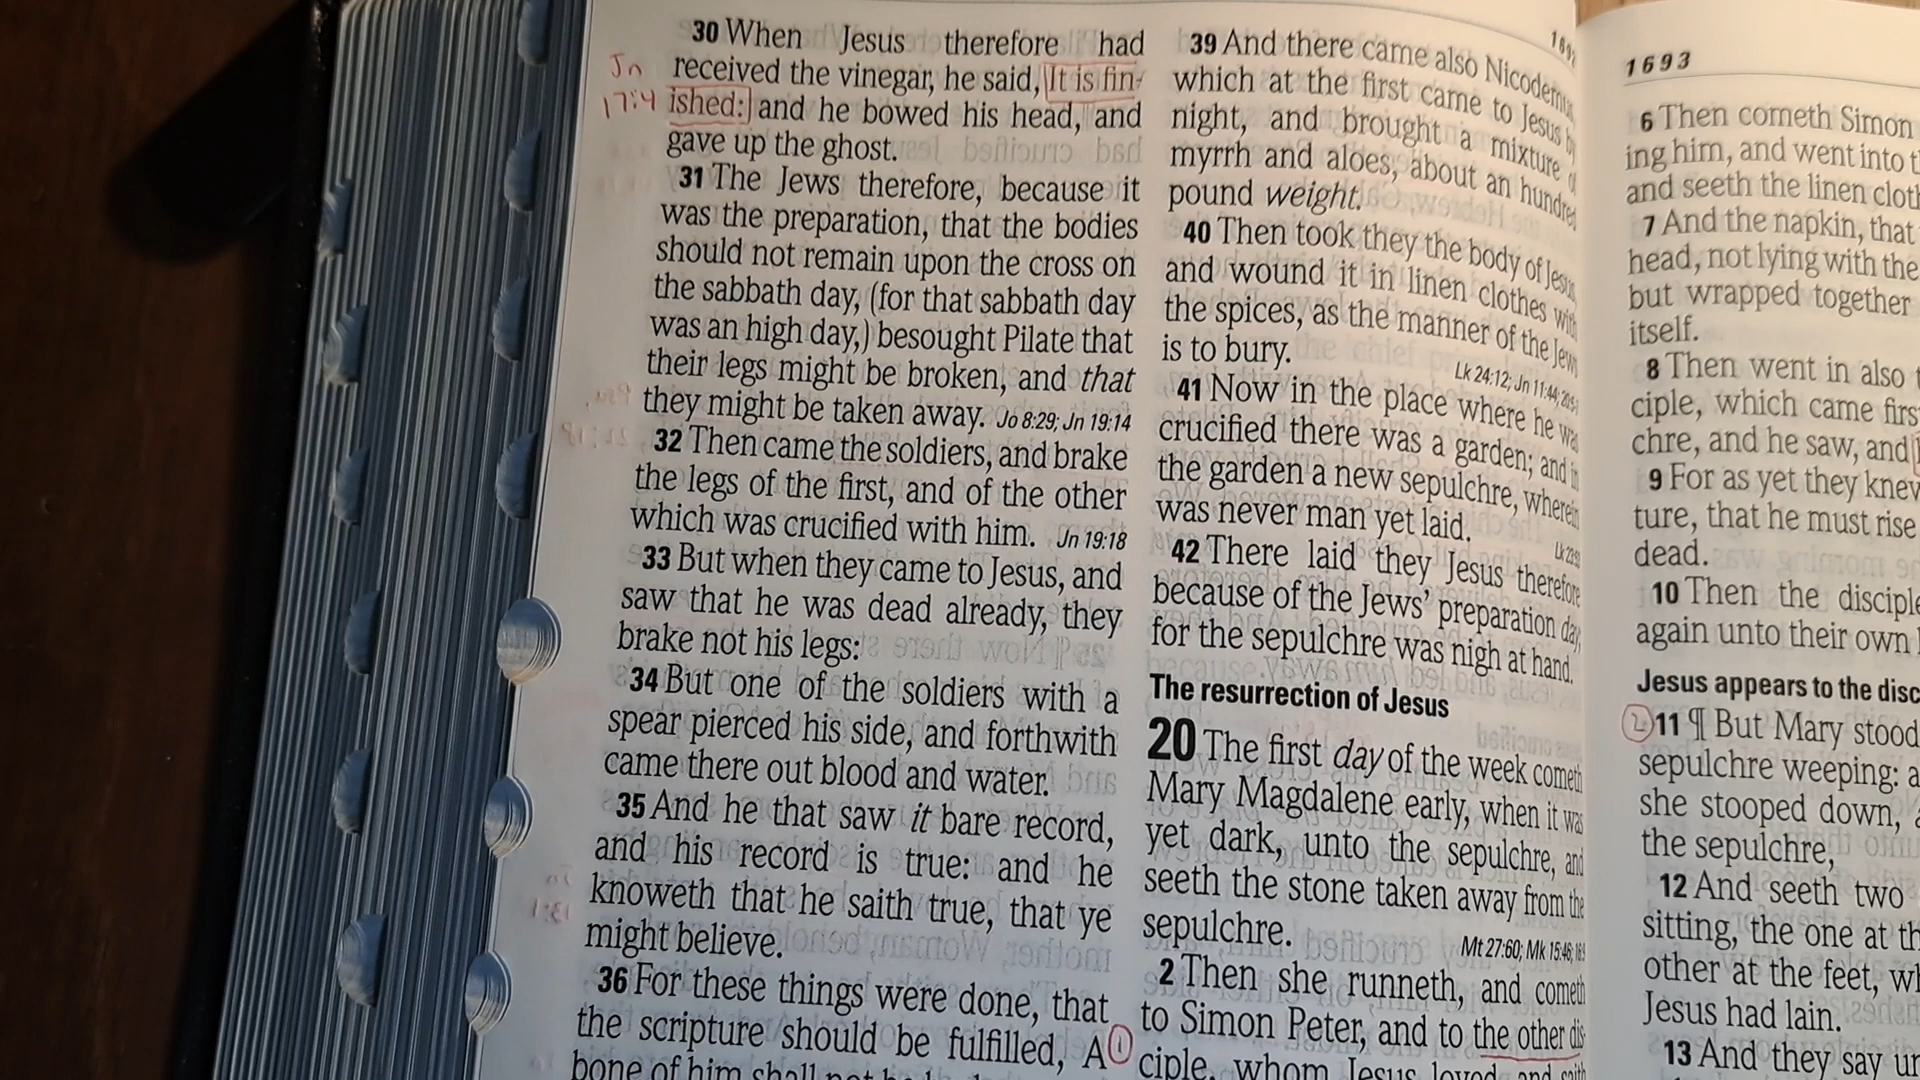 30 When Jesus therefore had
received the vinegar, he said, It is fin-
ished: and he bowed his head, and
gave up the ghost.
31 The Jews therefore, because it
was the preparation, that the bodies
should not remain upon the cross on
the sabbath day, (for that sabbath day
was an high day,) besought Pilate that
their legs might be broken, and that
they might be taken away. Jo 8:29; Jn 19:14
32 Then came the soldiers, and brake
the legs of the first, and of the other
which was crucified with him. Jn 19:18
33 But when they came to Jesus, and
saw that he was dead already, they
brake not his legs:
34 But one of the soldiers with a
spear pierced his side, and forthwith
came there out blood and water.
35 And he that saw it bare record,
and his record is true: and he
knoweth that he saith true, that ye
might believe.
36 For these things were done, that
the scripture should be fulfilled, A
bone of him shall not
Jn
17:4
39 And there came also Nicodemus,
which at the first came to Jesus by
night, and brought a mixture of
myrrh and aloes, about an hundred
pound weight.
40 Then took they the body of Jesus,
and wound it in linen clothes with
the spices, as the manner of the Jews
is to bury.
Lk 24:12; Jn 11:44;
41 Now in the place where he was
crucified there was a garden; and in
the garden a new sepulchre, wherein
was never man yet laid.
42 There laid they Jesus therefore
because of the Jews' preparation day;
for the sepulchre was nigh at hand.
The resurrection of Jesus
20 The first day of the week cometh
Mary Magdalene early, when it was
yet dark, unto the sepulchre, and
seeth the stone taken away from the
sepulchre.
Mt 27:60; Mk 15:46;
2 Then she runneth, and cometh
to Simon Peter, and to the other dis-
1
ciple, whom Jesus loved, and saith
1693
6 Then cometh Simon
ing him, and went into
and seeth the linen
7 And the napkin, that
head, not lying with the
but wrapped together
itself.
8 Then went in also
ciple, which came
chre, and he saw, and
9 For as yet they
ture, that he must rise
dead.
10 Then the
again unto their own
Jesus appears to the
2
11 ¶ But Mary stood
sepulchre weeping:
she stooped down,
the sepulchre,
12 And seeth two
sitting, the one at
other at the feet,
Jesus had lain.
13 And they say